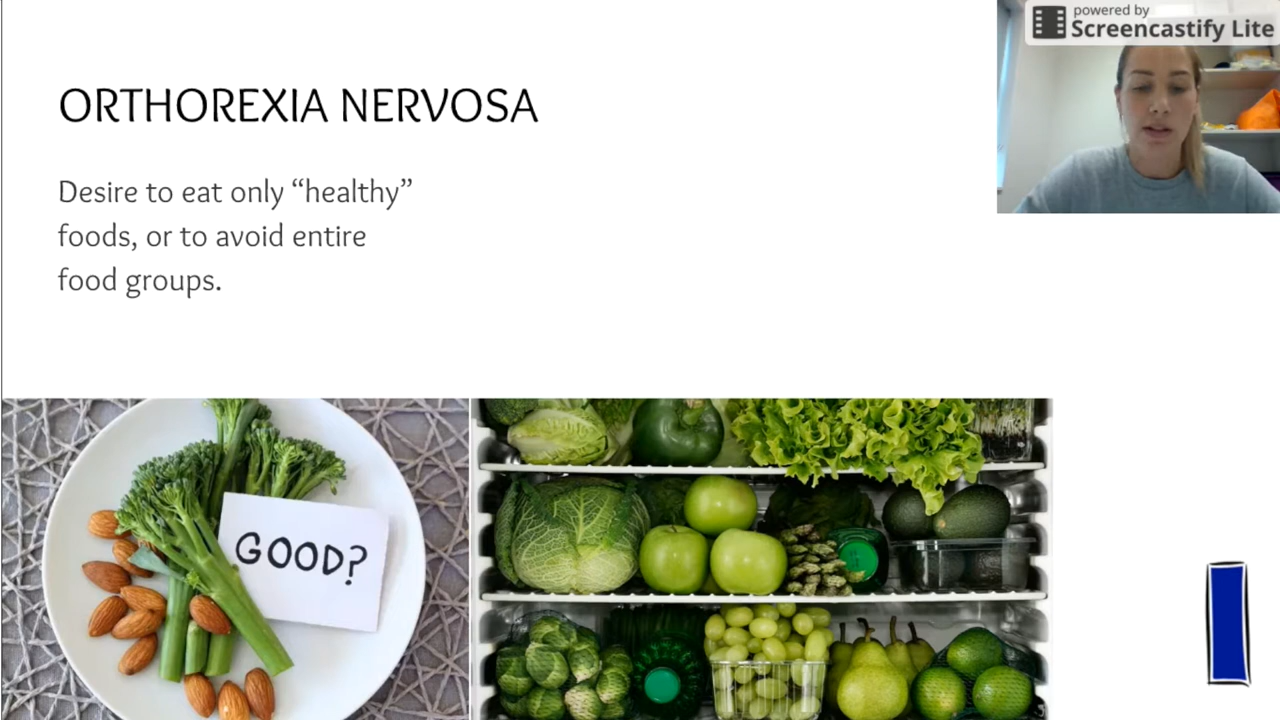 powered by
Screencastify Lite
ORTHOREXIA NERVOSA
Desire to eat only “healthy”
foods, or to avoid entire
food groups.
GOOD?